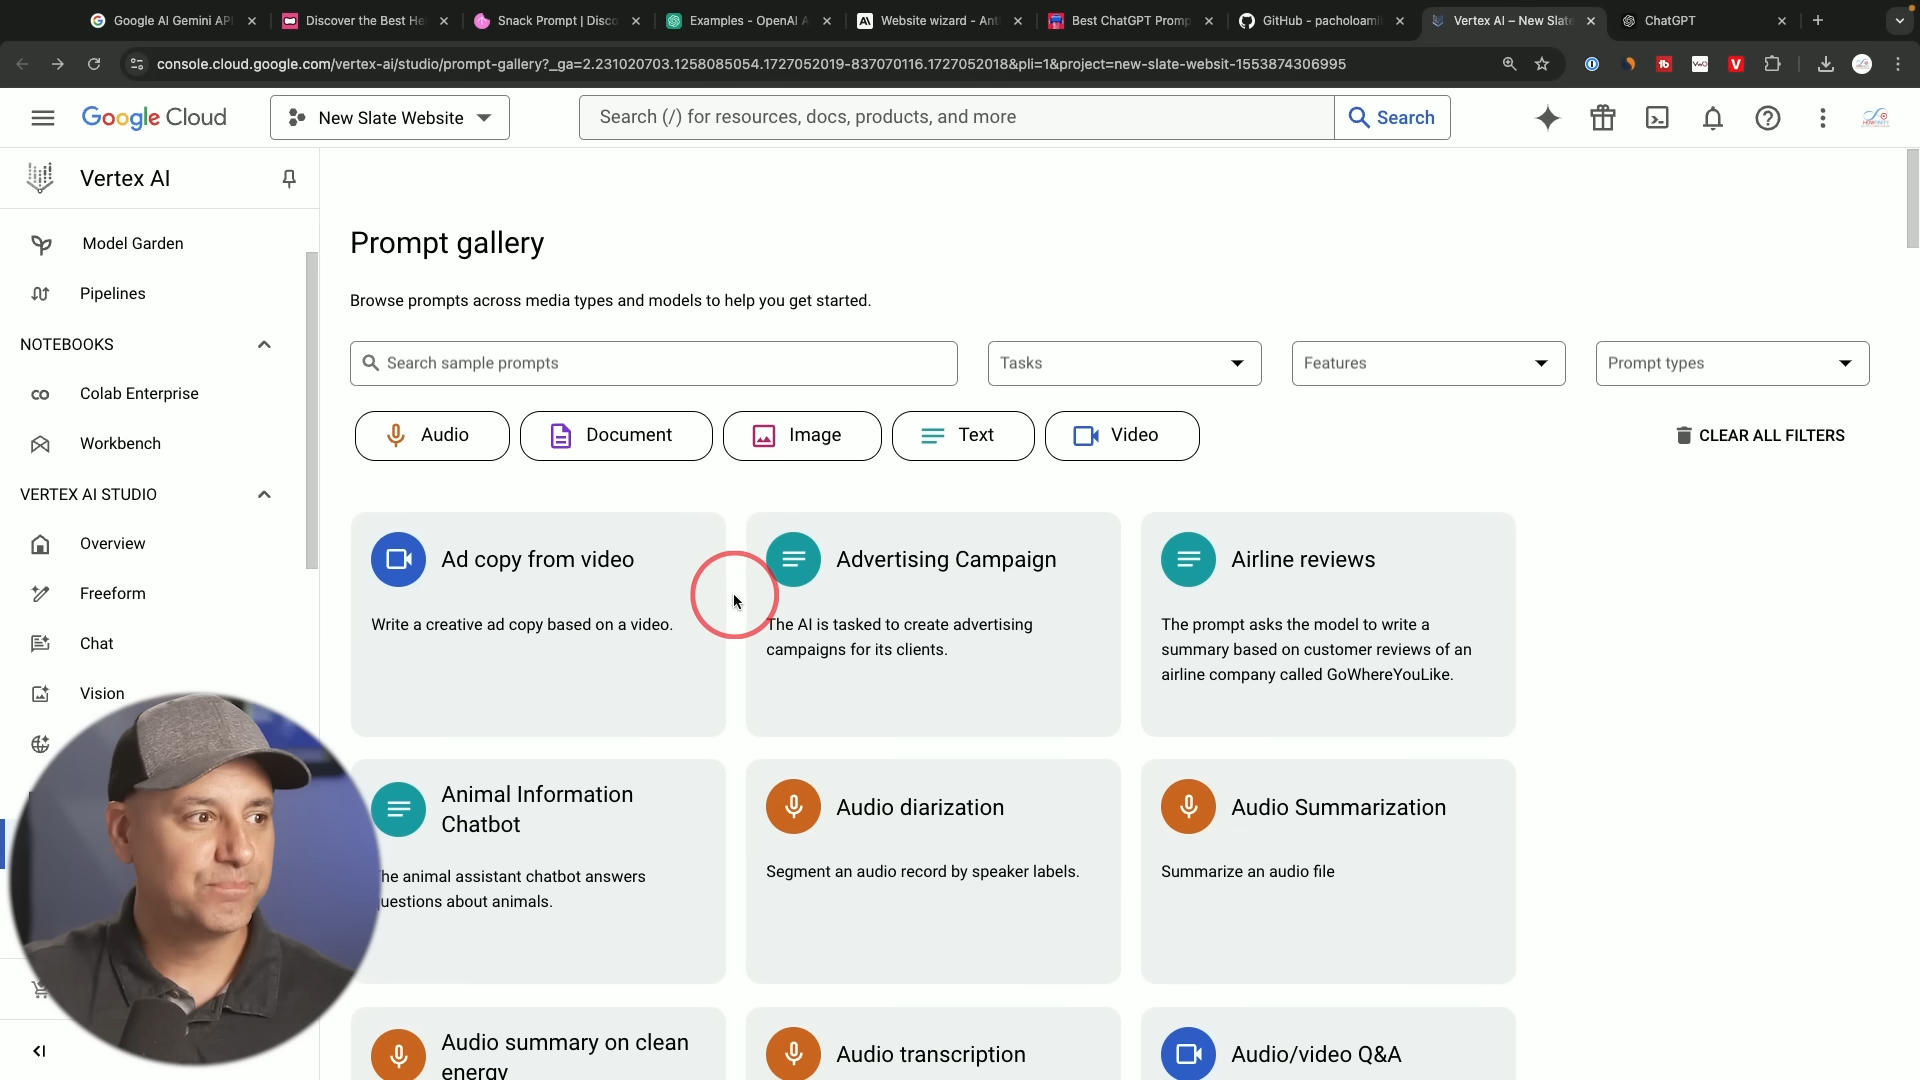 Google AI Gemini AP
Discover the Best He
Snack Prompt | Disco
Examples - OpenAI A
Website wizard - Ant
Best ChatGPT Promp
GitHub - pacholoami
Vertex AI – New Slate
ChatGPT
console.cloud.google.com/vertex-ai/studio/prompt-gallery?_ga=2.231020703.1258085054.1727052019-837070116.1727052018&pli=1&project=new-slate-websit-1553874306995
Google Cloud
New Slate Website
Search (/) for resources, docs, products, and more
Search
Vertex AI
Model Garden
Pipelines
NOTEBOOKS
Colab Enterprise
Workbench
VERTEX AI STUDIO
Overview
Freeform
Chat
Vision
Prompt gallery
Browse prompts across media types and models to help you get started.
Search sample prompts
Tasks
Features
Prompt types
Audio
Document
Image
Text
Video
CLEAR ALL FILTERS
Ad copy from video
Write a creative ad copy based on a video.
Advertising Campaign
The AI is tasked to create advertising
campaigns for its clients.
Airline reviews
The prompt asks the model to write a
summary based on customer reviews of an
airline company called GoWhereYouLike.
Animal Information
Chatbot
he animal assistant chatbot answers
uestions about animals.
Audio diarization
Segment an audio record by speaker labels.
Audio Summarization
Summarize an audio file
Audio summary on clean
energy
Audio transcription
Audio/video Q&A